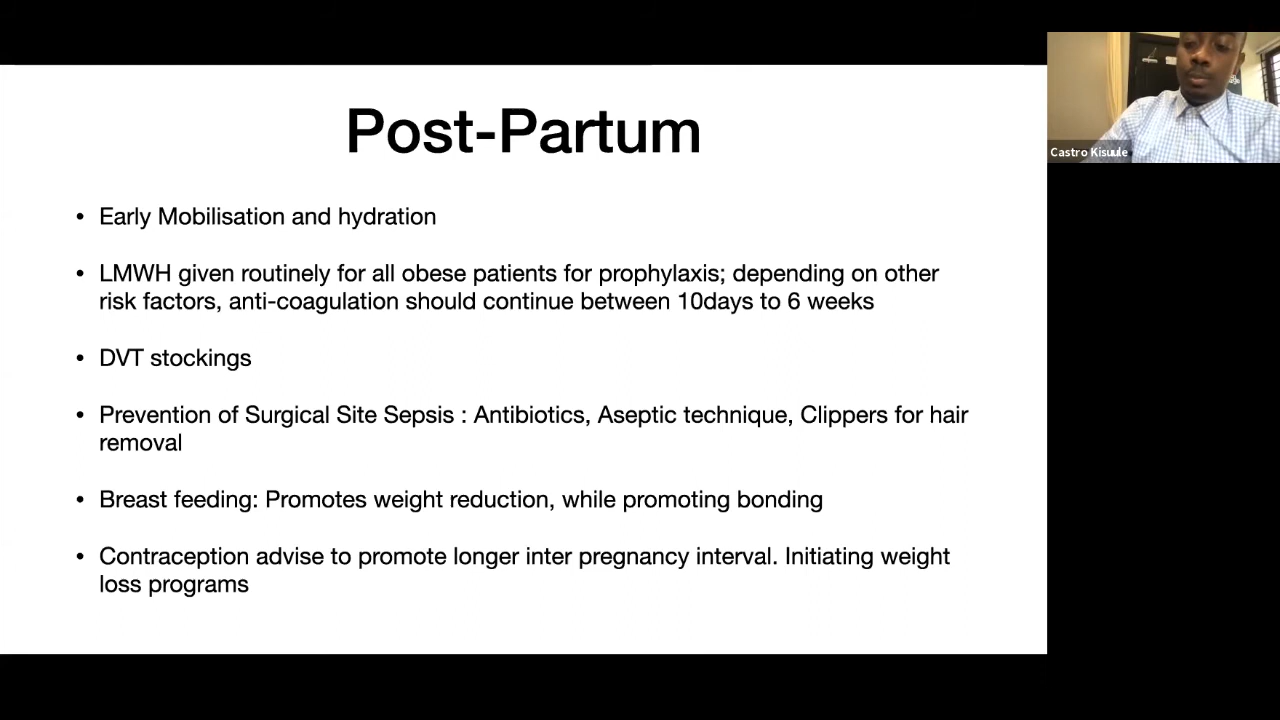 Post-Partum
• Early Mobilisation and hydration
• LMWH given routinely for all obese patients for prophylaxis; depending on other
risk factors, anti-coagulation should continue between 10days to 6 weeks
• DVT stockings
• Prevention of Surgical Site Sepsis : Antibiotics, Aseptic technique, Clippers for hair
removal
• Breast feeding: Promotes weight reduction, while promoting bonding
• Contraception advise to promote longer inter pregnancy interval. Initiating weight
loss programs
Castro Kisuule